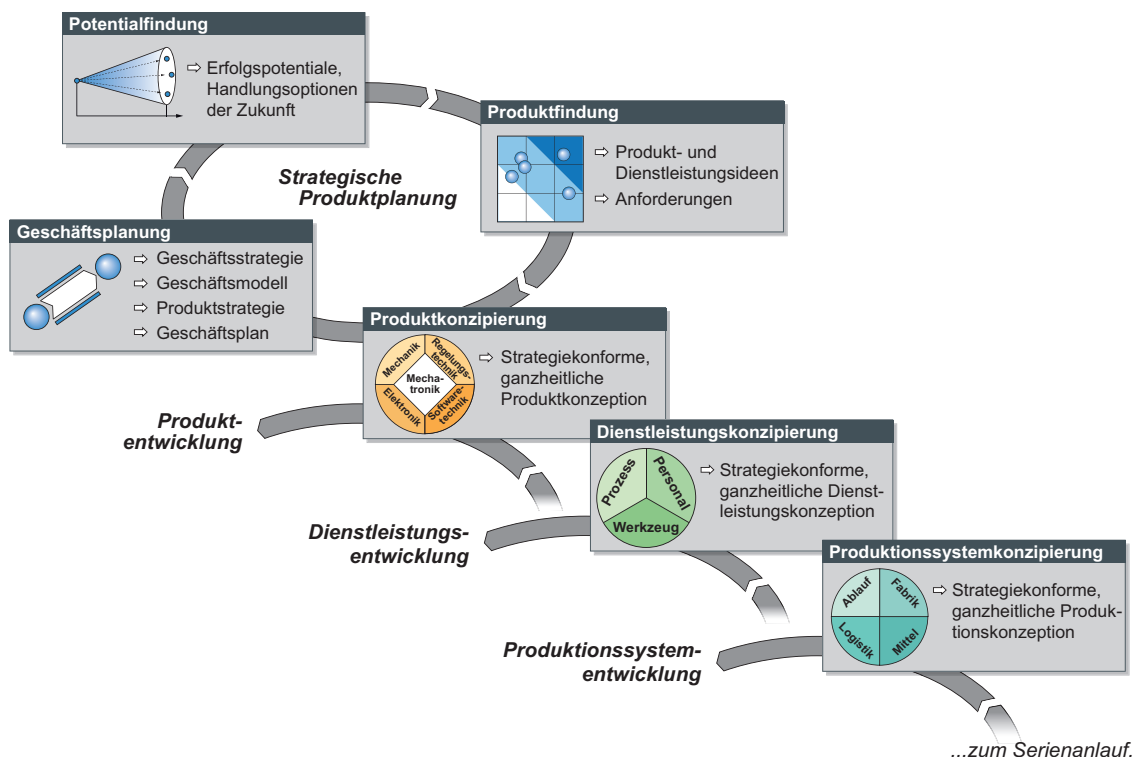 Potentialfindung
⇨ Erfolgspotentiale,
Handlungsoptionen
der Zukunft
Produktfindung
⇨ Produkt- und
Dienstleistungsideen
⇨ Anforderungen
Strategische
Produktplanung
Geschäftsplanung
⇨ Geschäftsstrategie
⇨ Geschäftsmodell
⇨ Produktstrategie
⇨ Geschäftsplan
Produktkonzipierung
Mechanik
Regelungs-
technik
Mecha-
tronik
Elektronik
Software-
technik
⇨ Strategiekonforme,
ganzheitliche
Produktkonzeption
Produkt-
entwicklung
Dienstleistungskonzipierung
Prozess
Personal
Werkzeug
⇨ Strategiekonforme,
ganzheitliche Dienst-
leistungskonzeption
Dienstleistungs-
entwicklung
Produktionssystemkonzipierung
Ablauf
Fabrik
Logistik
Mittel
⇨ Strategiekonforme,
ganzheitliche Produk-
tionskonzeption
Produktionssystem-
entwicklung
...zum Serienanlauf.